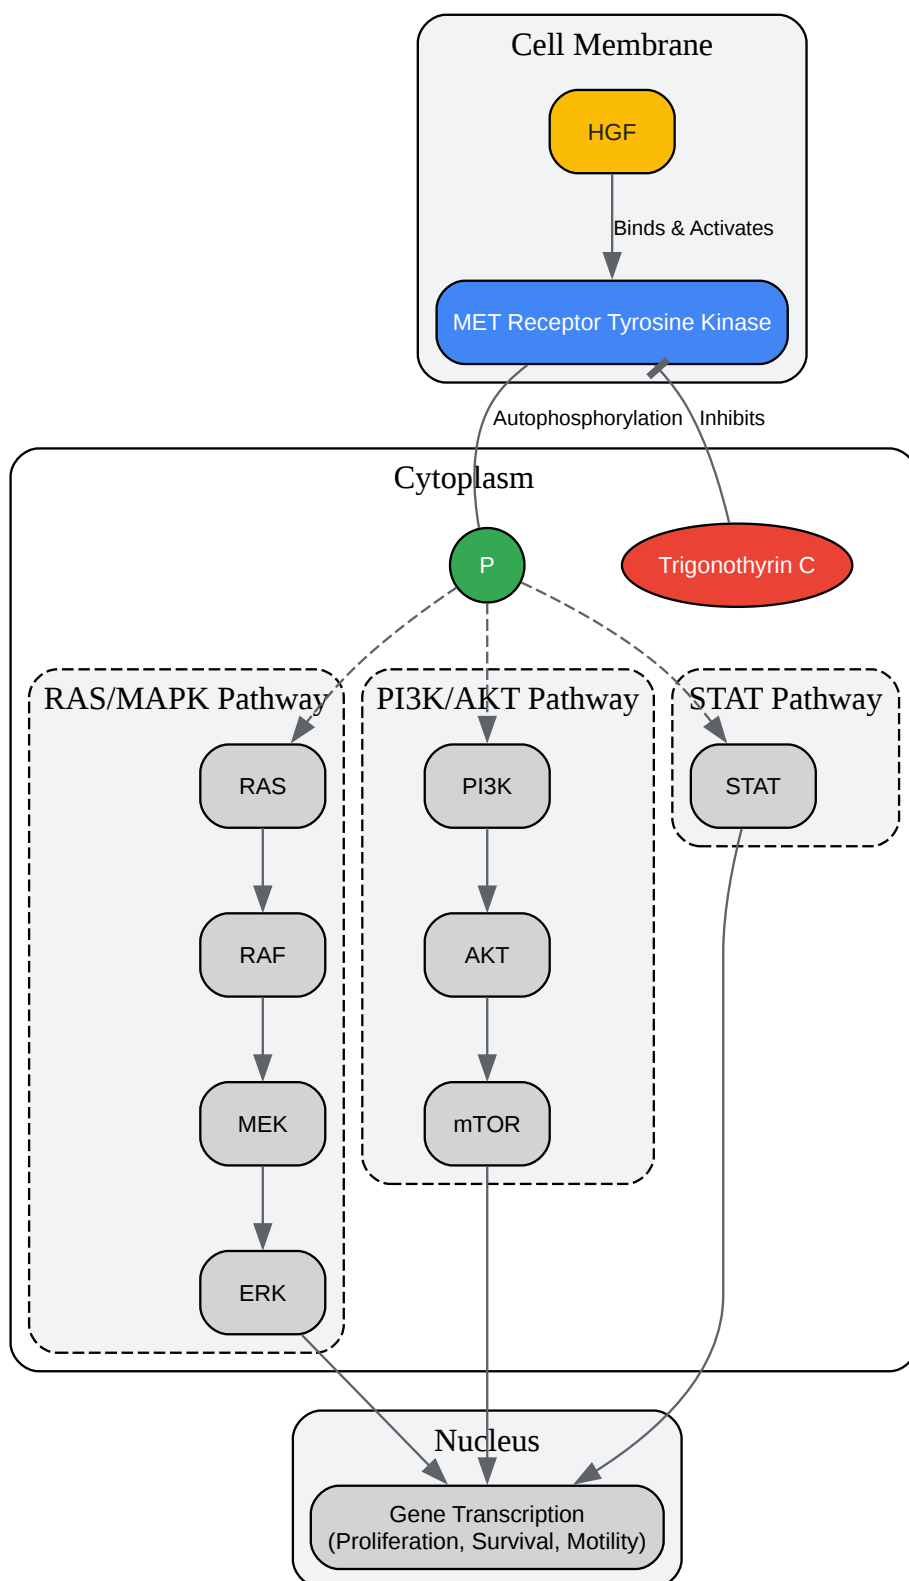 Cell Membrane
HGF
Binds & Activates
MET Receptor Tyrosine Kinase
Autophosphorylation
Inhibits
Cytoplasm
P
Trigonothyrin C
RAS/MAPK Pathway
PI3K/AKT Pathway
STAT Pathway
RAS
PI3K
STAT
RAF
AKT
MEK
mTOR
ERK
Nucleus
Gene Transcription
(Proliferation, Survival, Motility)